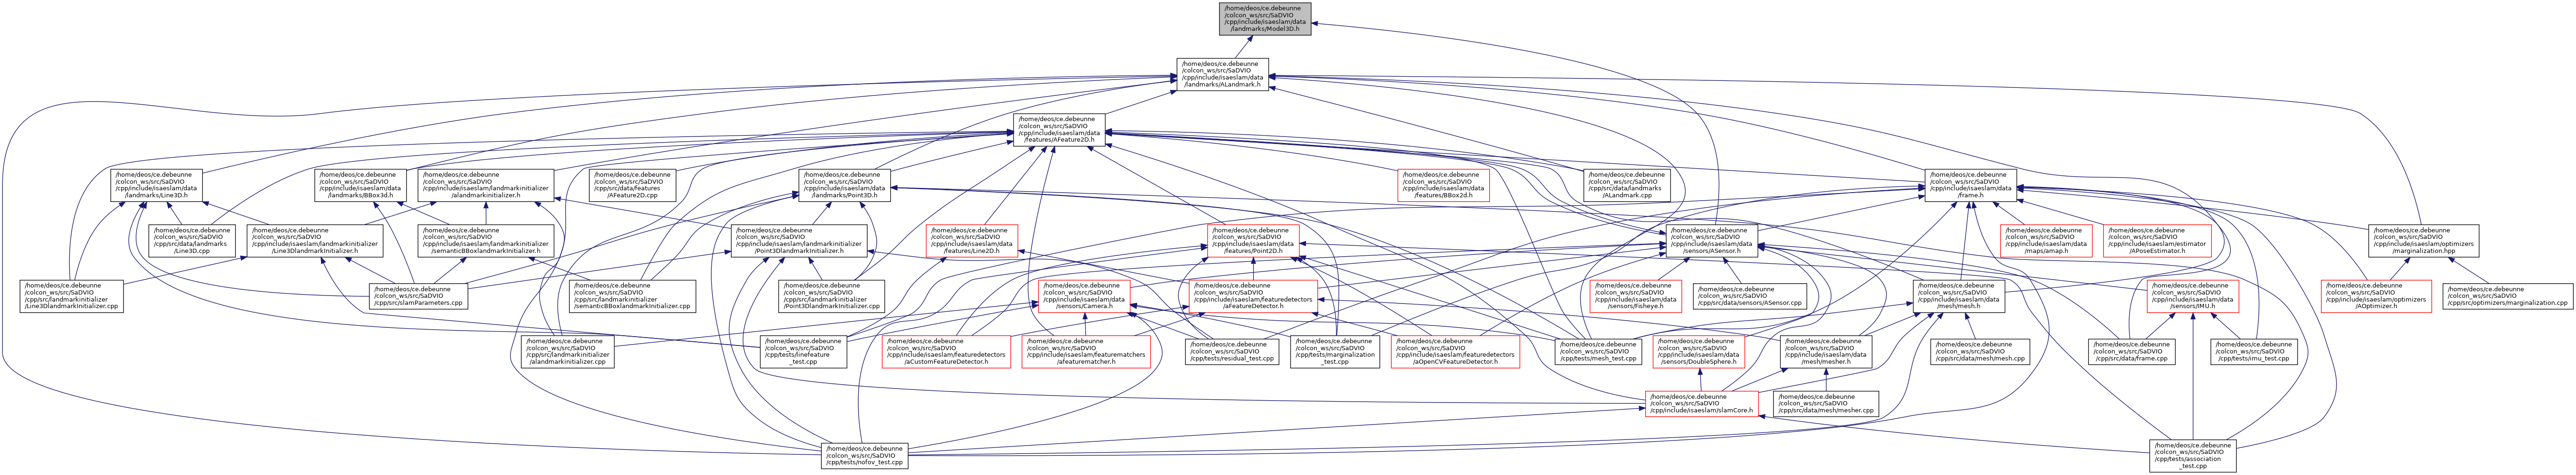 /home/deos/ce.debeunne
/colcon_ws/src/SaDVIO
/cpp/include/isaeslam/data
/landmarks/Model3D.h
/home/deos/ce.debeunne
/colcon_ws/src/SaDVIO
/cpp/include/isaeslam/data
/landmarks/ALandmark.h
/home/deos/ce.debeunne
/colcon_ws/src/SaDVIO
/cpp/include/isaeslam/data
/features/AFeature2D.h
/home/deos/ce.debeunne
/colcon_ws/src/SaDVIO
/cpp/include/isaeslam/data
/landmarks/Line3D.h
/home/deos/ce.debeunne
/colcon_ws/src/SaDVIO
/cpp/include/isaeslam/data
/landmarks/BBox3d.h
/home/deos/ce.debeunne
/colcon_ws/src/SaDVIO
/cpp/include/isaeslam/landmarkinitializer
/alandmarkinitializer.h
/home/deos/ce.debeunne
/colcon_ws/src/SaDVIO
/cpp/src/data/features
/AFeature2D.cpp
/home/deos/ce.debeunne
/colcon_ws/src/SaDVIO
/cpp/include/isaeslam/data
/landmarks/Point3D.h
/home/deos/ce.debeunne
/colcon_ws/src/SaDVIO
/cpp/include/isaeslam/data
/features/BBox2d.h
/home/deos/ce.debeunne
/colcon_ws/src/SaDVIO
/cpp/src/data/landmarks
/ALandmark.cpp
/home/deos/ce.debeunne
/colcon_ws/src/SaDVIO
/cpp/include/isaeslam/data
/frame.h
/home/deos/ce.debeunne
/colcon_ws/src/SaDVIO
/cpp/src/data/landmarks
/Line3D.cpp
/home/deos/ce.debeunne
/colcon_ws/src/SaDVIO
/cpp/include/isaeslam/landmarkinitializer
/Line3DlandmarkInitializer.h
/home/deos/ce.debeunne
/colcon_ws/src/SaDVIO
/cpp/include/isaeslam/landmarkinitializer
/semanticBBoxlandmarkInitializer.h
/home/deos/ce.debeunne
/colcon_ws/src/SaDVIO
/cpp/include/isaeslam/landmarkinitializer
/Point3DlandmarkInitializer.h
/home/deos/ce.debeunne
/colcon_ws/src/SaDVIO
/cpp/include/isaeslam/data
/features/Line2D.h
/home/deos/ce.debeunne
/colcon_ws/src/SaDVIO
/cpp/include/isaeslam/data
/features/Point2D.h
/home/deos/ce.debeunne
/colcon_ws/src/SaDVIO
/cpp/include/isaeslam/data
/sensors/ASensor.h
/home/deos/ce.debeunne
/colcon_ws/src/SaDVIO
/cpp/include/isaeslam/data
/maps/amap.h
/home/deos/ce.debeunne
/colcon_ws/src/SaDVIO
/cpp/include/isaeslam/estimator
/APoseEstimator.h
/home/deos/ce.debeunne
/colcon_ws/src/SaDVIO
/cpp/include/isaeslam/optimizers
/marginalization.hpp
/home/deos/ce.debeunne
/colcon_ws/src/SaDVIO
/cpp/src/landmarkinitializer
/Line3DlandmarkInitializer.cpp
/home/deos/ce.debeunne
/colcon_ws/src/SaDVIO
/cpp/src/slamParameters.cpp
/home/deos/ce.debeunne
/colcon_ws/src/SaDVIO
/cpp/src/landmarkinitializer
/semanticBBoxlandmarkInitializer.cpp
/home/deos/ce.debeunne
/colcon_ws/src/SaDVIO
/cpp/src/landmarkinitializer
/Point3DlandmarkInitializer.cpp
/home/deos/ce.debeunne
/colcon_ws/src/SaDVIO
/cpp/include/isaeslam/data
/sensors/Camera.h
/home/deos/ce.debeunne
/colcon_ws/src/SaDVIO
/cpp/include/isaeslam/featuredetectors
/aFeatureDetector.h
/home/deos/ce.debeunne
/colcon_ws/src/SaDVIO
/cpp/include/isaeslam/data
/sensors/Fisheye.h
/home/deos/ce.debeunne
/colcon_ws/src/SaDVIO
/cpp/src/data/sensors/ASensor.cpp
/home/deos/ce.debeunne
/colcon_ws/src/SaDVIO
/cpp/include/isaeslam/data
/mesh/mesh.h
/home/deos/ce.debeunne
/colcon_ws/src/SaDVIO
/cpp/include/isaeslam/data
/sensors/IMU.h
/home/deos/ce.debeunne
/colcon_ws/src/SaDVIO
/cpp/include/isaeslam/optimizers
/AOptimizer.h
/home/deos/ce.debeunne
/colcon_ws/src/SaDVIO
/cpp/src/optimizers/marginalization.cpp
/home/deos/ce.debeunne
/colcon_ws/src/SaDVIO
/cpp/src/landmarkinitializer
/alandmarkinitializer.cpp
/home/deos/ce.debeunne
/colcon_ws/src/SaDVIO
/cpp/tests/linefeature
_test.cpp
/home/deos/ce.debeunne
/colcon_ws/src/SaDVIO
/cpp/include/isaeslam/featuredetectors
/aCustomFeatureDetector.h
/home/deos/ce.debeunne
/colcon_ws/src/SaDVIO
/cpp/include/isaeslam/featurematchers
/afeaturematcher.h
/home/deos/ce.debeunne
/colcon_ws/src/SaDVIO
/cpp/tests/residual_test.cpp
/home/deos/ce.debeunne
/colcon_ws/src/SaDVIO
/cpp/tests/marginalization
_test.cpp
/home/deos/ce.debeunne
/colcon_ws/src/SaDVIO
/cpp/include/isaeslam/featuredetectors
/aOpenCVFeatureDetector.h
/home/deos/ce.debeunne
/colcon_ws/src/SaDVIO
/cpp/tests/mesh_test.cpp
/home/deos/ce.debeunne
/colcon_ws/src/SaDVIO
/cpp/include/isaeslam/data
/sensors/DoubleSphere.h
/home/deos/ce.debeunne
/colcon_ws/src/SaDVIO
/cpp/include/isaeslam/data
/mesh/mesher.h
/home/deos/ce.debeunne
/colcon_ws/src/SaDVIO
/cpp/src/data/mesh/mesh.cpp
/home/deos/ce.debeunne
/colcon_ws/src/SaDVIO
/cpp/src/data/frame.cpp
/home/deos/ce.debeunne
/colcon_ws/src/SaDVIO
/cpp/tests/imu_test.cpp
/home/deos/ce.debeunne
/colcon_ws/src/SaDVIO
/cpp/include/isaeslam/slamCore.h
/home/deos/ce.debeunne
/colcon_ws/src/SaDVIO
/cpp/src/data/mesh/mesher.cpp
/home/deos/ce.debeunne
/colcon_ws/src/SaDVIO
/cpp/tests/nofov_test.cpp
/home/deos/ce.debeunne
/colcon_ws/src/SaDVIO
/cpp/tests/association
_test.cpp